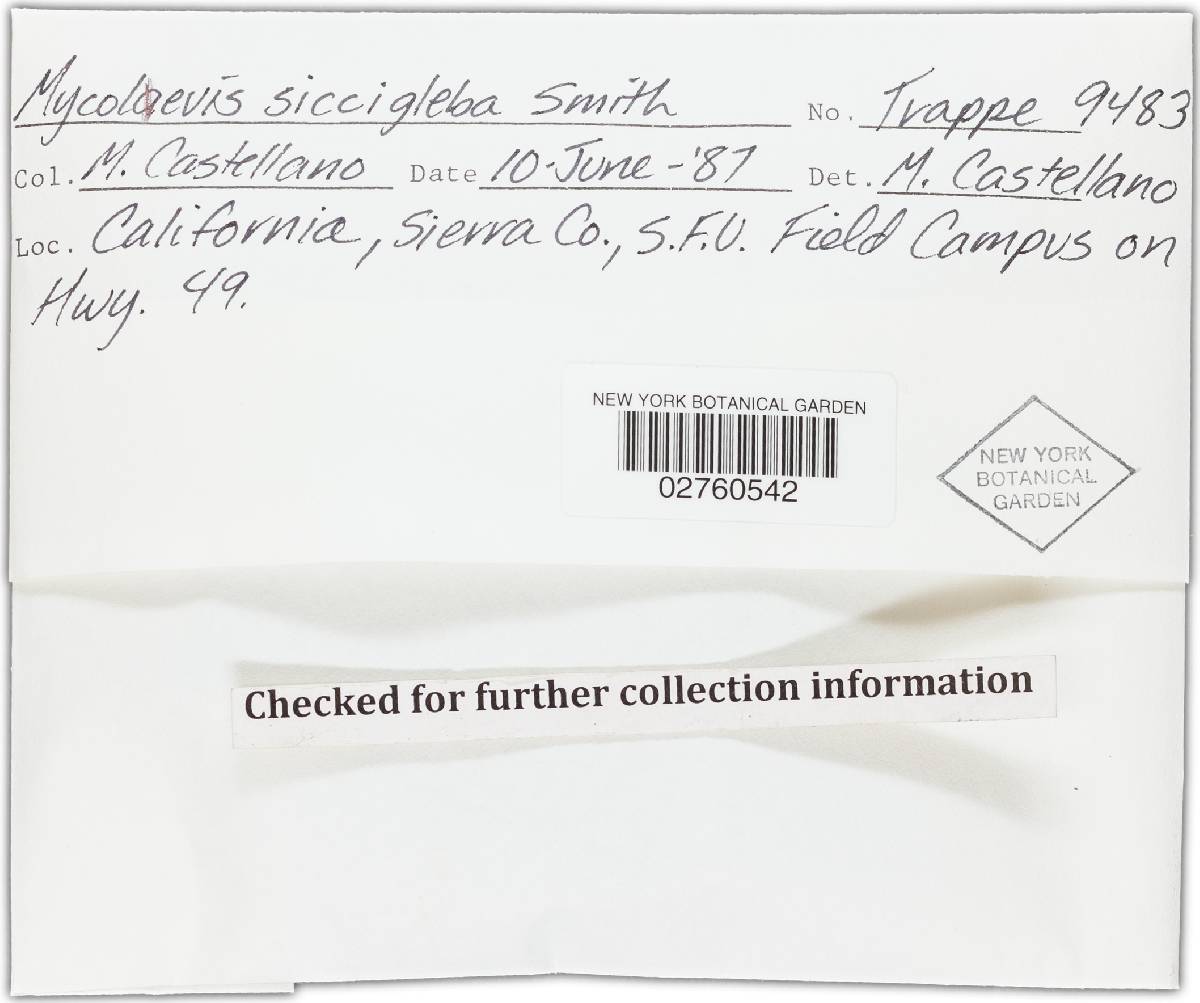 Mycolaevis siccigleba Smith No. Trappe 9483
Col. M. Castellano Date 10-June-'87 Det. M. Castellano
Loc. California, Sierra Co., S.F.U. Field Campus on
Hwy. 49.
NEW YORK BOTANICAL GARDEN
02760542
NEW YORK
BOTANICAL
GARDEN
Checked for further collection information